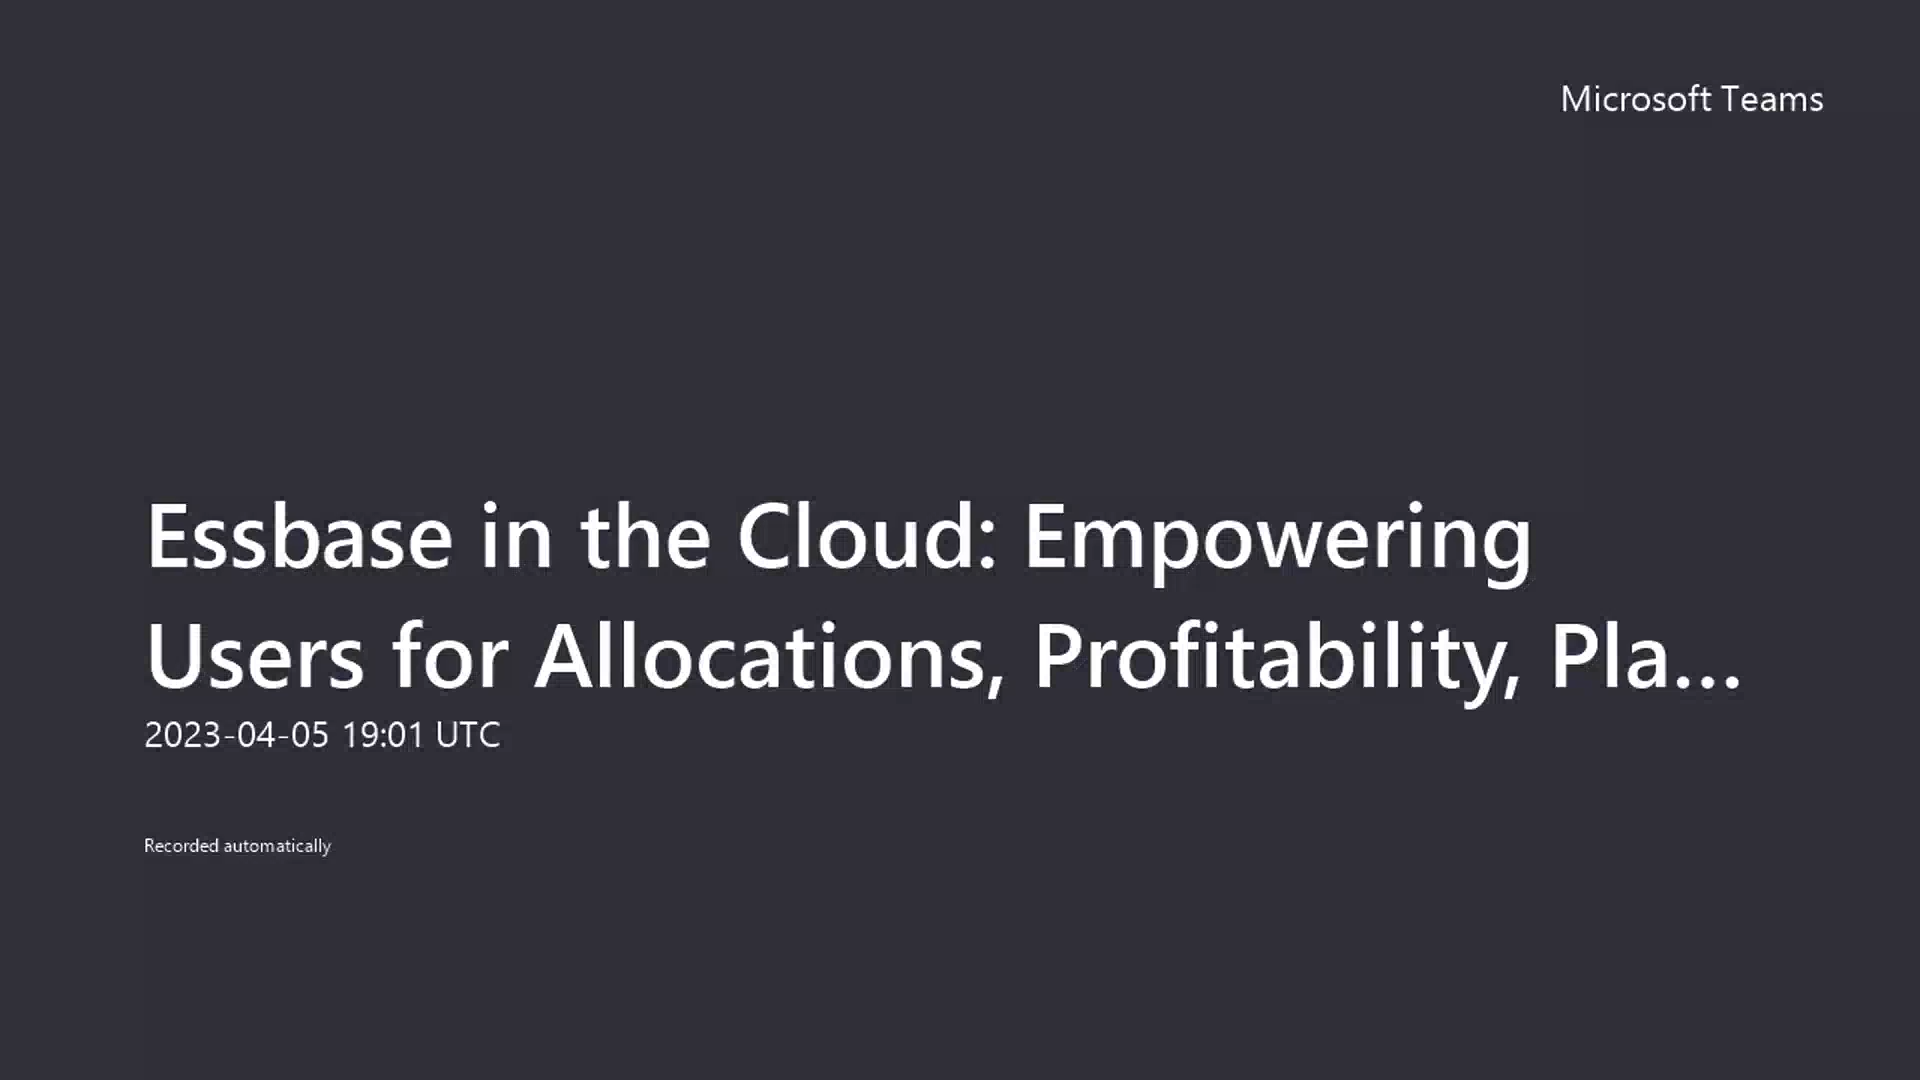 Microsoft Teams
Essbase in the Cloud: Empowering
Users for Allocations, Profitability, Pla...
2023-04-05 19:01 UTC
Recorded automatically